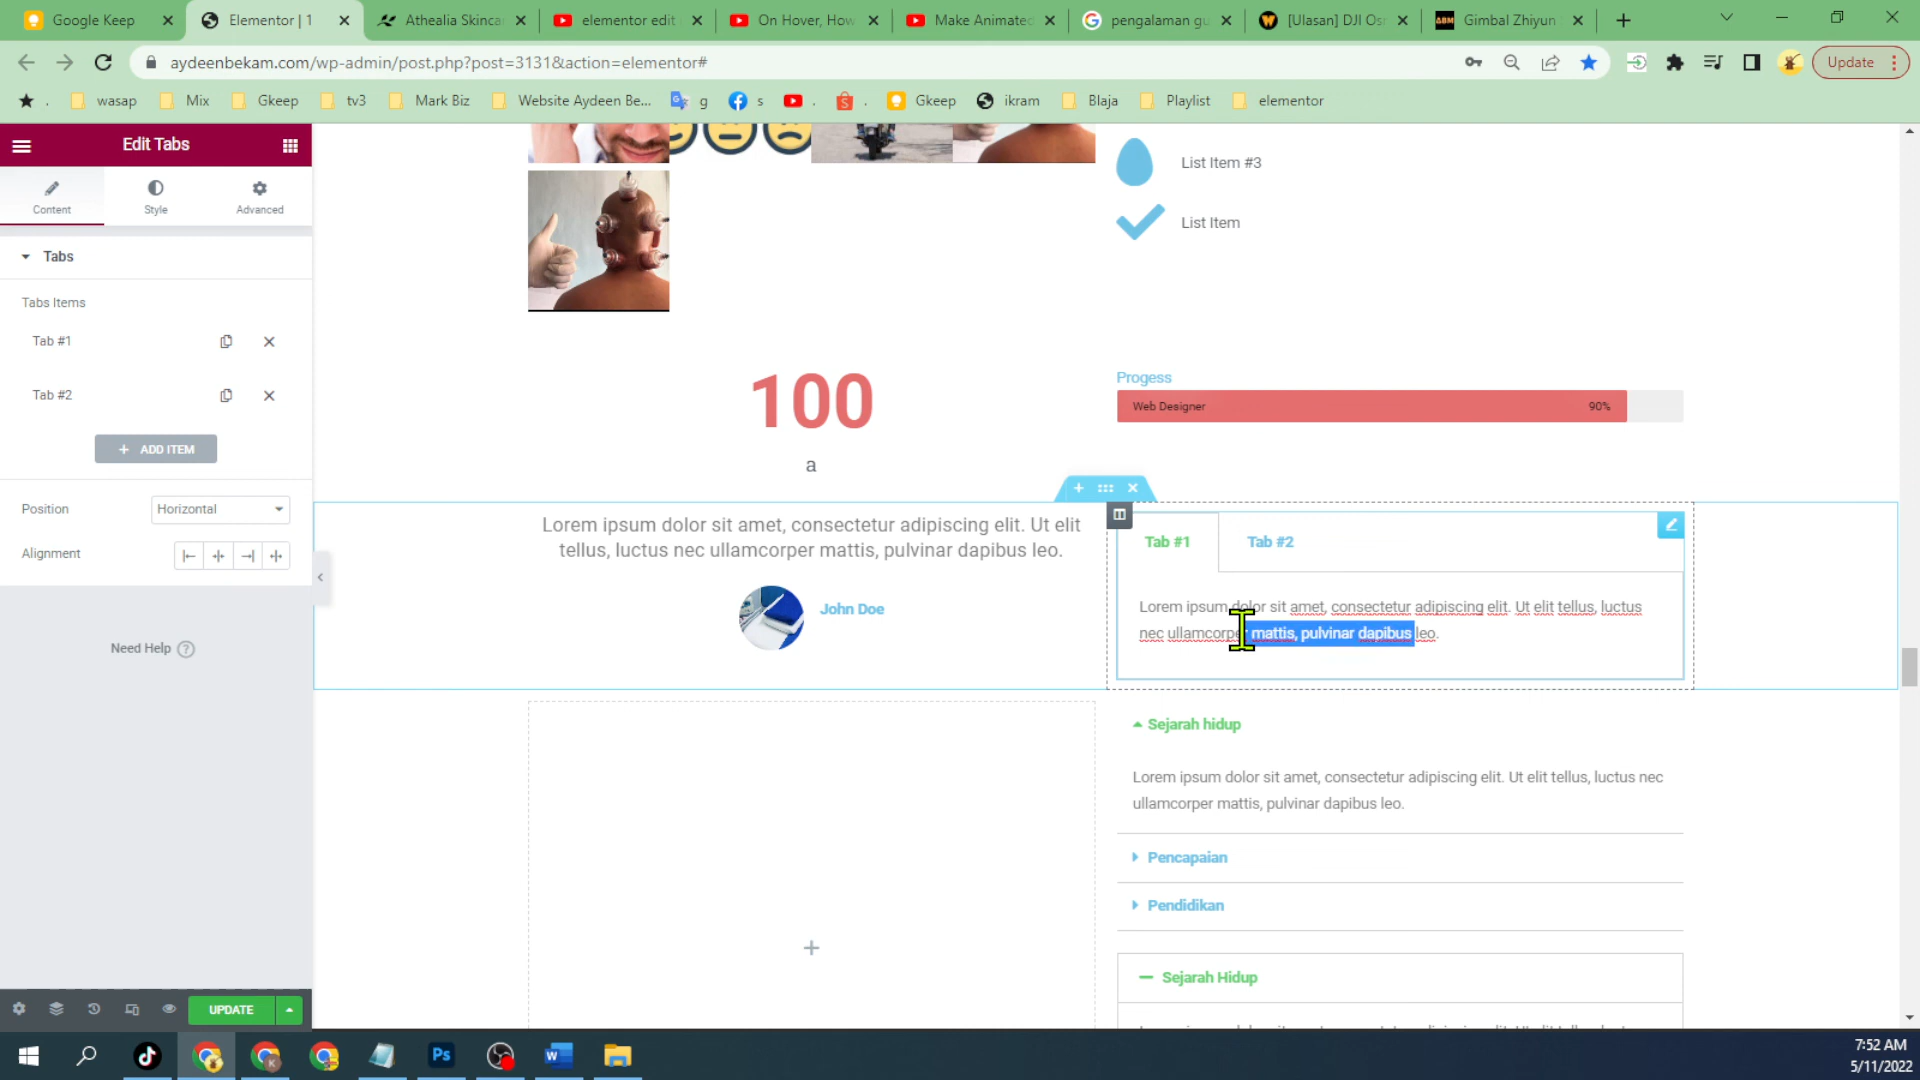 Google Keep
Elementor | 1
Athealia Skinca
elementor edit
On Hover, How
Make Animated
pengalaman gu
[Ulasan] DJI Os
Gimbal Zhiyun
aydeenbekam.com/wp-admin/post.php?post=3131&action=elementor#
Update
.
wasap
Mix
Gkeep
tv3
Mark Biz
Website Aydeen Be...
g
s
.
.
Gkeep
ikram
Blaja
Playlist
elementor
Edit Tabs
Content
Style
Advanced
Tabs
Tabs Items
Tab #1
Tab #2
ADD ITEM
Position
Horizontal
Alignment
Need Help ?
UPDATE
List Item #3
List Item
100
a
Progess
Web Designer
90%
Lorem ipsum dolor sit amet, consectetur adipiscing elit. Ut elit
tellus, luctus nec ullamcorper mattis, pulvinar dapibus leo.
John Doe
Tab #1
Tab #2
Lorem ipsum dolor sit amet, consectetur adipiscing elit. Ut elit tellus, luctus
nec ullamcorper mattis, pulvinar dapibus leo.
Sejarah hidup
Lorem ipsum dolor sit amet, consectetur adipiscing elit. Ut elit tellus, luctus nec
ullamcorper mattis, pulvinar dapibus leo.
Pencapaian
Pendidikan
Sejarah Hidup
Ps
W
7:52 AM
5/11/2022